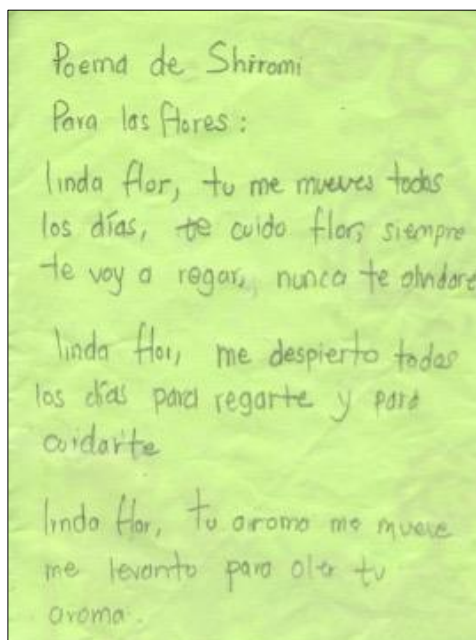 Poema de Shiromi
Para las flores:
linda flor, tu me mueves todos
los días, te cuido flor, siempre
te voy a regar, nunca te olvidare
linda flor, me despierto todos
los días para regarte y para
cuidarte
linda flor, tu aroma me mueve
me levanto para oler tu
aroma.